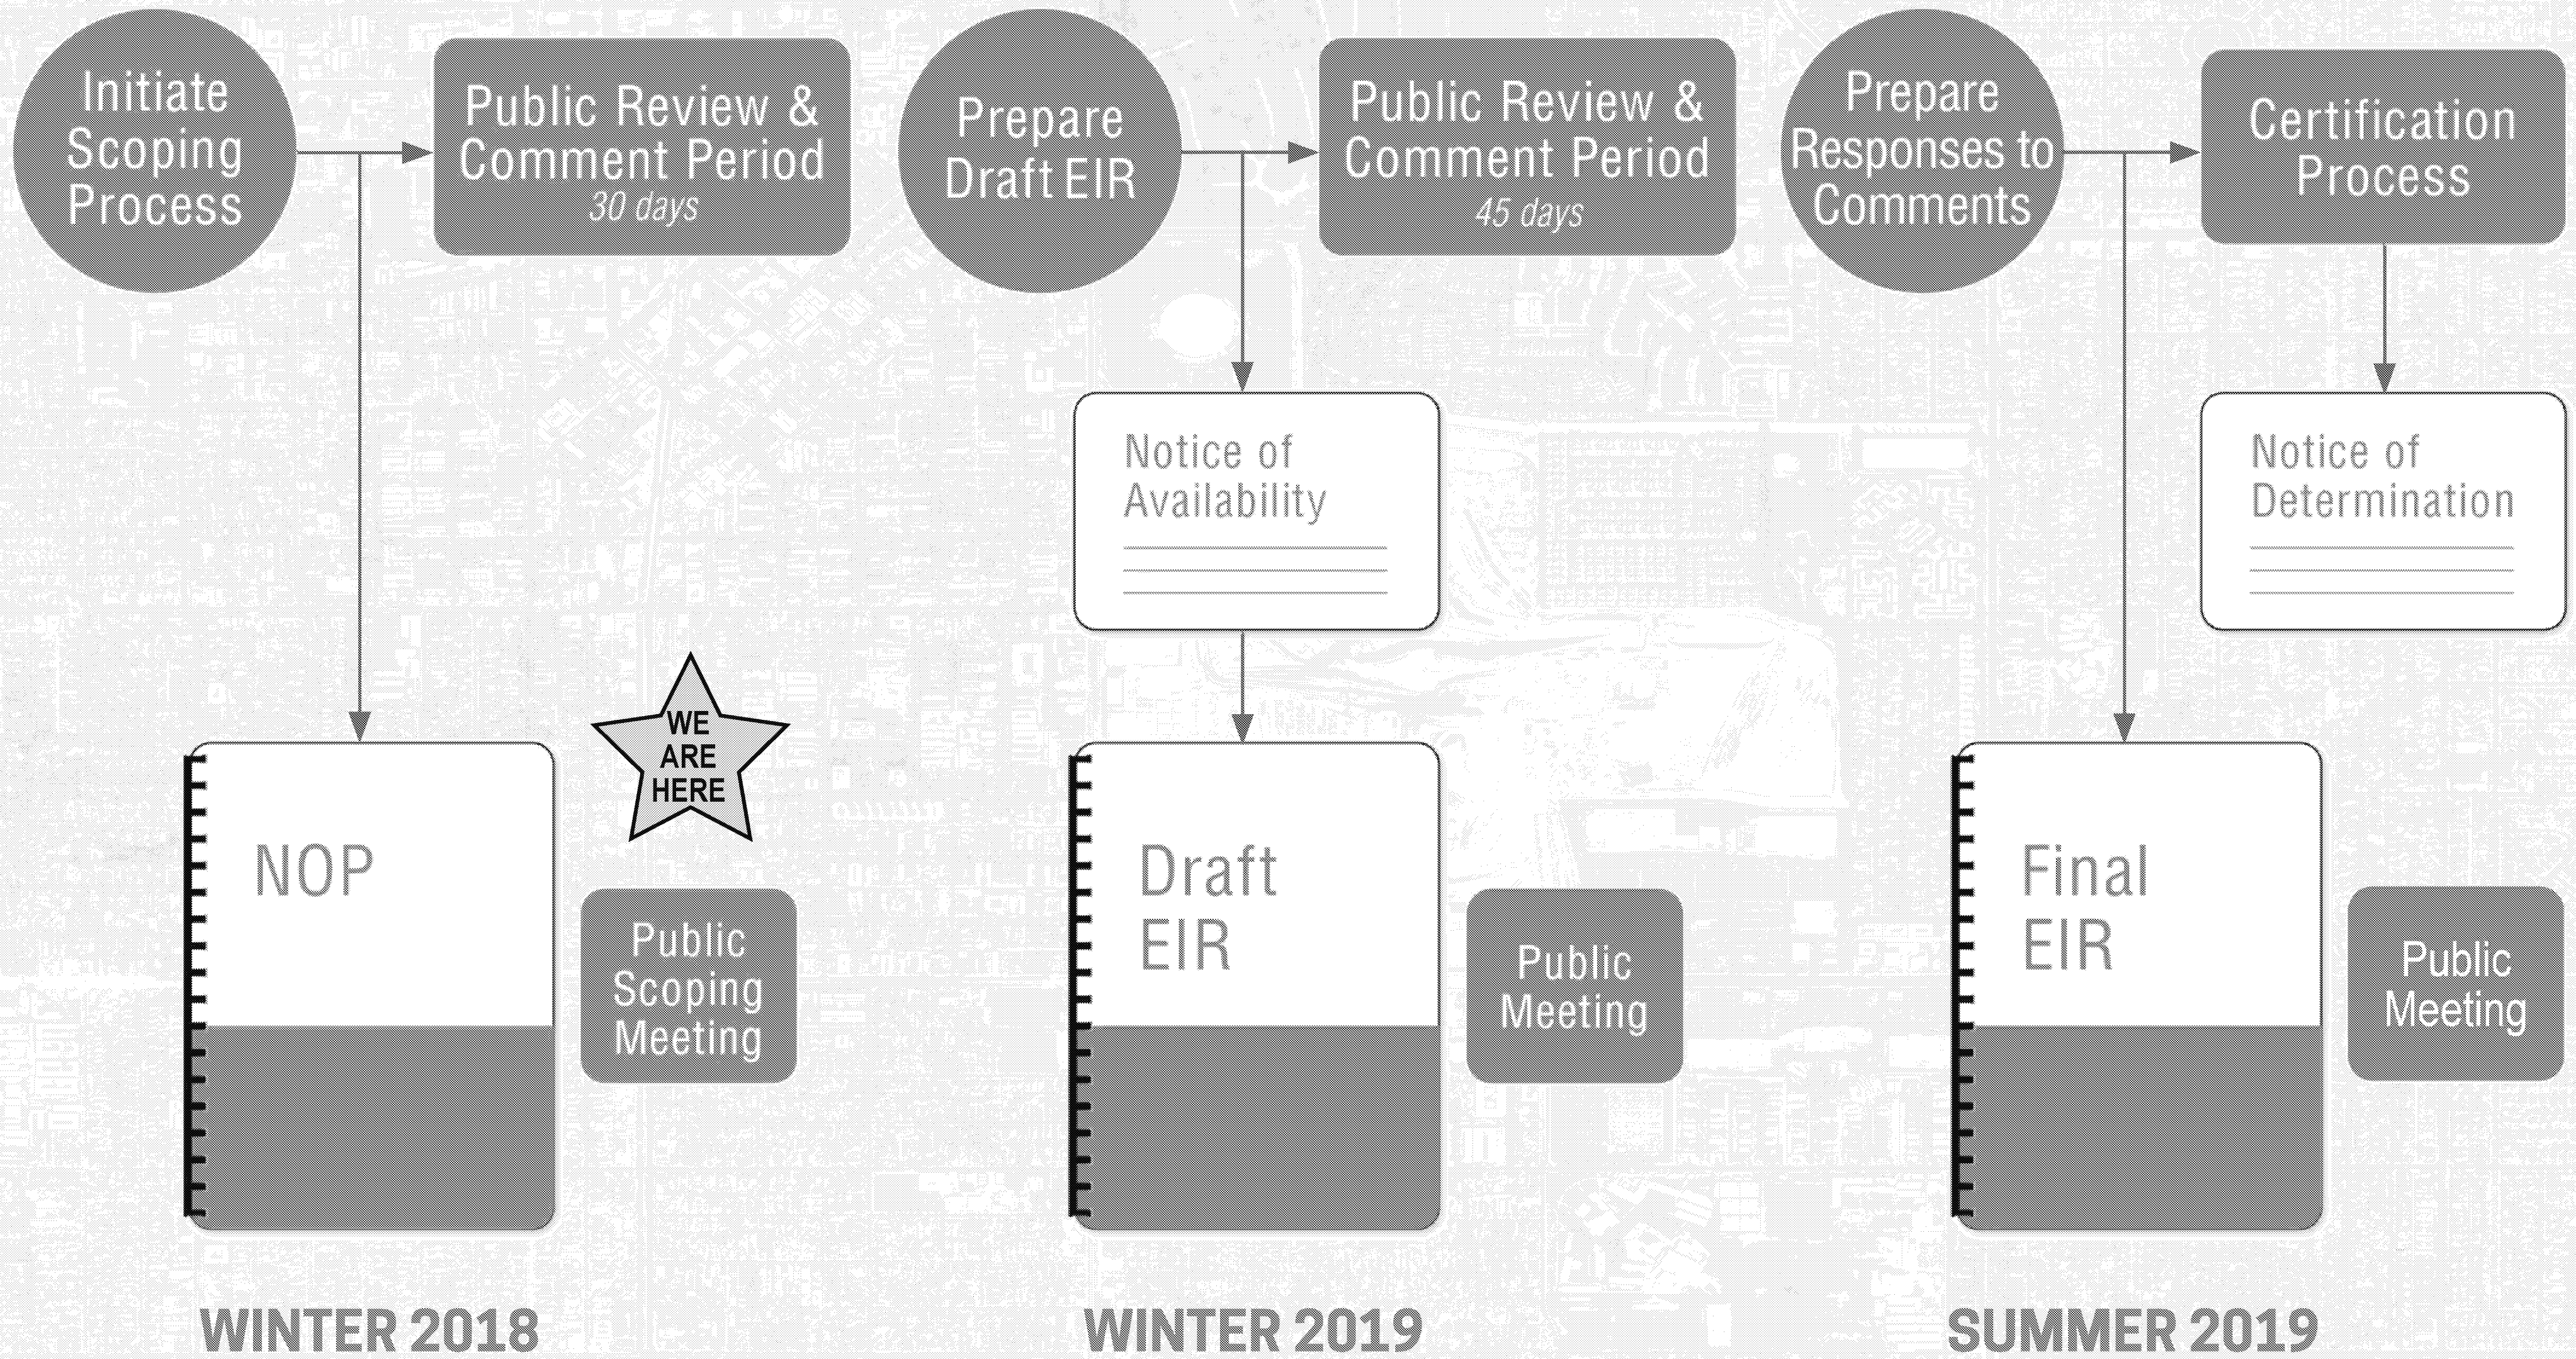 Initiate
Scoping
Process
Public Review &
Comment Period
30 days
Prepare
Draft EIR
Public Review &
Comment Period
45 days
Prepare
Responses to
Comments
Certification
Process
Notice of
Availability
Notice of
Determination
WE
ARE
HERE
NOP
Public
Scoping
Meeting
Draft
EIR
Public
Meeting
Final
EIR
Public
Meeting
WINTER 2018
WINTER 2019
SUMMER 2019